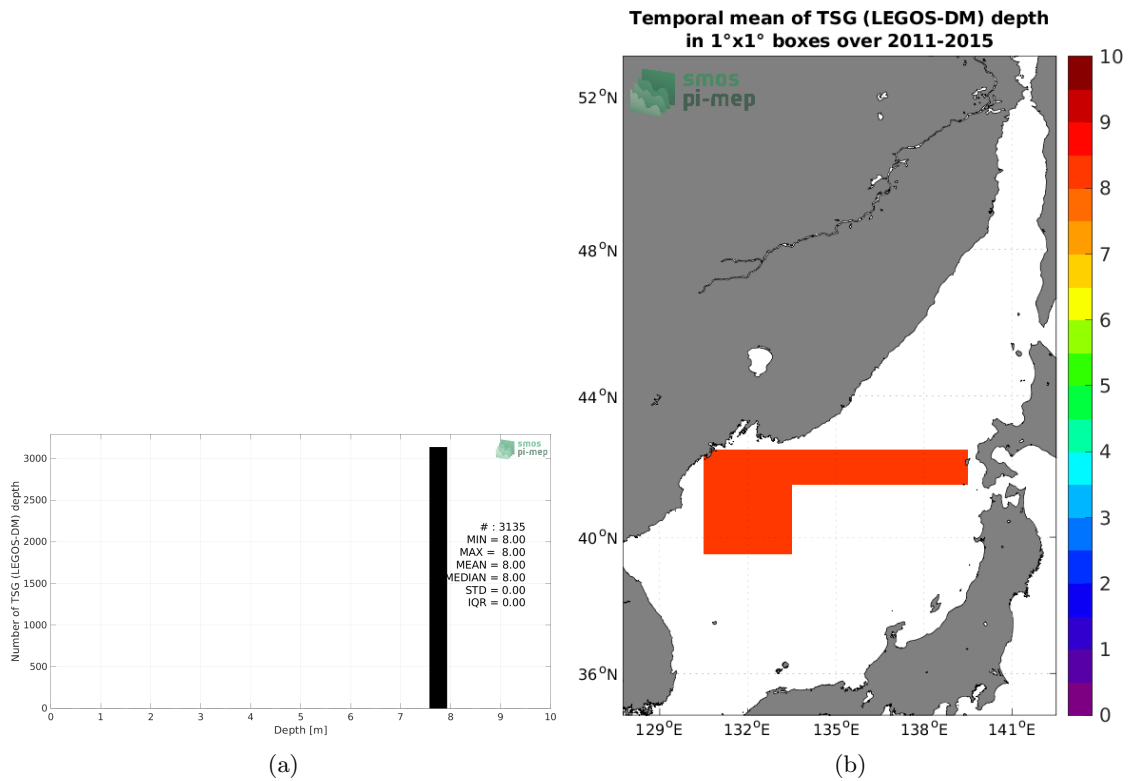 Temporal mean of TSG (LEGOS-DM) depth
in 1°x1° boxes over 2011-2015
smos
pi-mep
52°N
48°N
44°N
40°N
36°N
129°E
132°E
135°E
138°E
141°E
10
9
8
7
6
5
4
3
2
1
0
smos
pi-mep
Number of TSG (LEGOS-DM) depth
3000
2500
2000
1500
1000
500
0
# : 3135
MIN = 8.00
MAX = 8.00
MEAN = 8.00
MEDIAN = 8.00
STD = 0.00
IQR = 0.00
0
1
2
3
4
5
6
7
8
9
10
Depth [m]
(a)
(b)